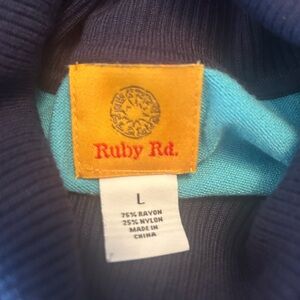 Ruby Rd.
L
75% RAYON
25% NYLON
MADE IN
CHINA